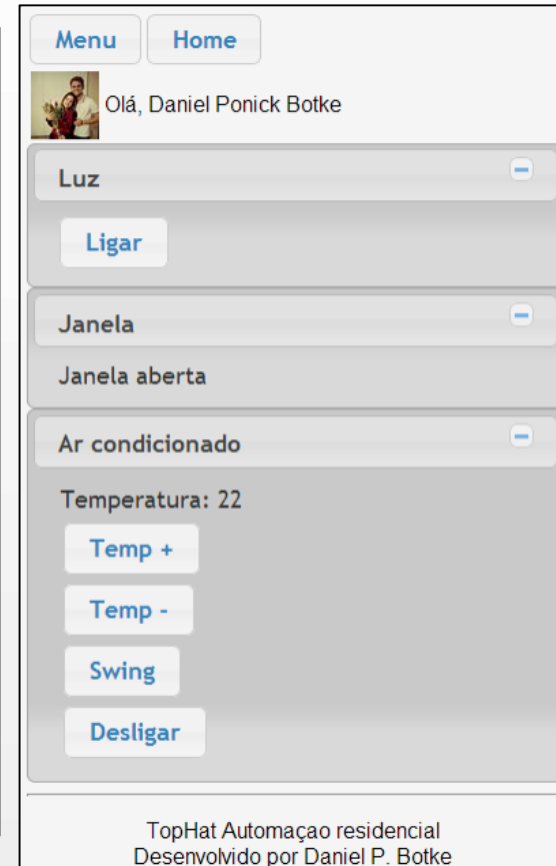 Menu Home
Olá, Daniel Ponick Botke
Luz
Ligar
Janela
Janela aberta
Ar condicionado
Temperatura: 22
Temp +
Temp -
Swing
Desligar
TopHat Automaçao residencial
Desenvolvido por Daniel P. Botke